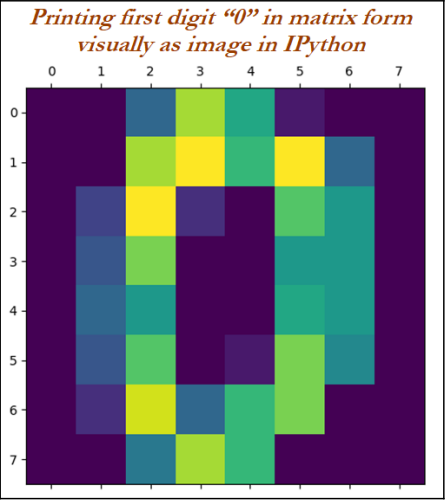 Printing first digit “0” in matrix form
visually as image in IPython
0 1 2 3 4 5 6 7
0
1
2
3
4
5
6
7